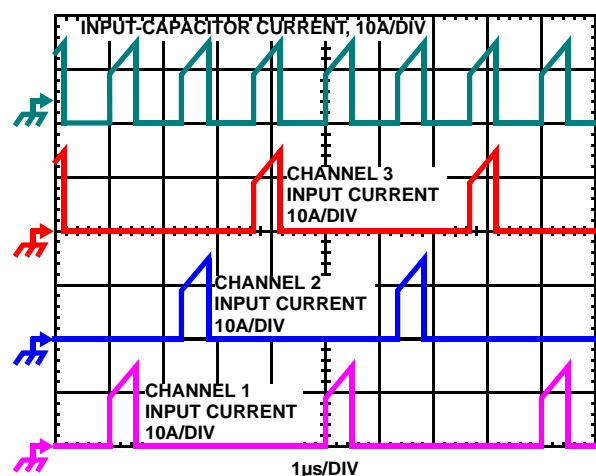 INPUT-CAPACITOR CURRENT, 10A/DIV
CHANNEL 3
INPUT CURRENT
10A/DIV
CHANNEL 2
INPUT CURRENT
10A/DIV
CHANNEL 1
INPUT CURRENT
10A/DIV
1µs/DIV